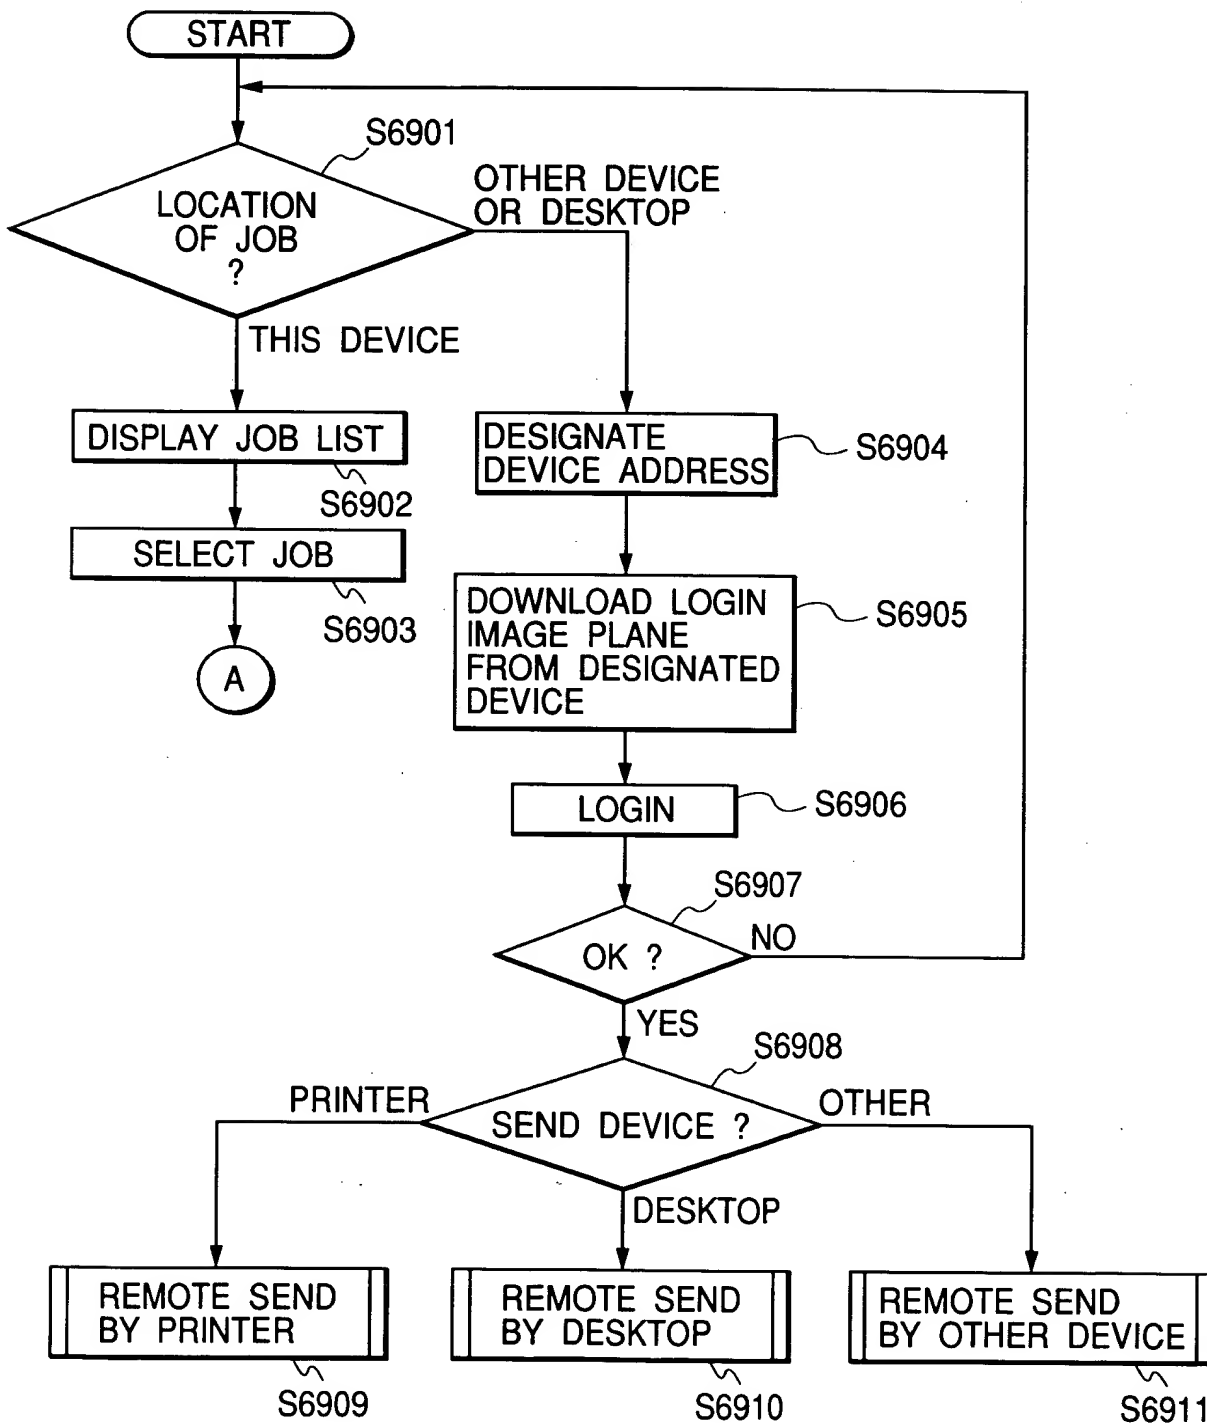 START
S6901
LOCATION
OF JOB
?
OTHER DEVICE
OR DESKTOP
THIS DEVICE
DISPLAY JOB LIST
S6902
SELECT JOB
S6903
A
DESIGNATE
DEVICE ADDRESS
S6904
DOWNLOAD LOGIN
IMAGE PLANE
FROM DESIGNATED
DEVICE
S6905
LOGIN
S6906
S6907
OK ?
NO
YES
S6908
SEND DEVICE ?
PRINTER
OTHER
DESKTOP
REMOTE SEND
BY PRINTER
S6909
REMOTE SEND
BY DESKTOP
S6910
REMOTE SEND
BY OTHER DEVICE
S6911